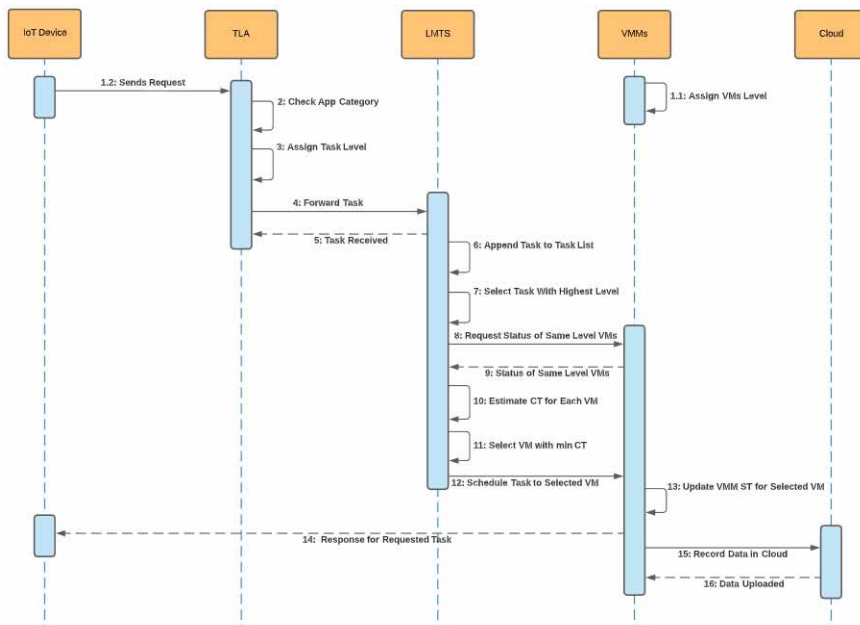 IoT Device
TLA
LMTS
VMMs
Cloud
1.2: Sends Request
1.1: Assign VMs Level
2: Check App Category
3: Assign Task Level
4: Forward Task
5: Task Received
6: Append Task to Task List
7: Select Task With Highest Level
8: Request Status of Same Level VMs
9: Status of Same Level VMs
10: Estimate CT for Each VM
11: Select VM with min CT
12: Schedule Task to Selected VM
13: Update VMM ST for Selected VM
14: Response for Requested Task
15: Record Data in Cloud
16: Data Uploaded